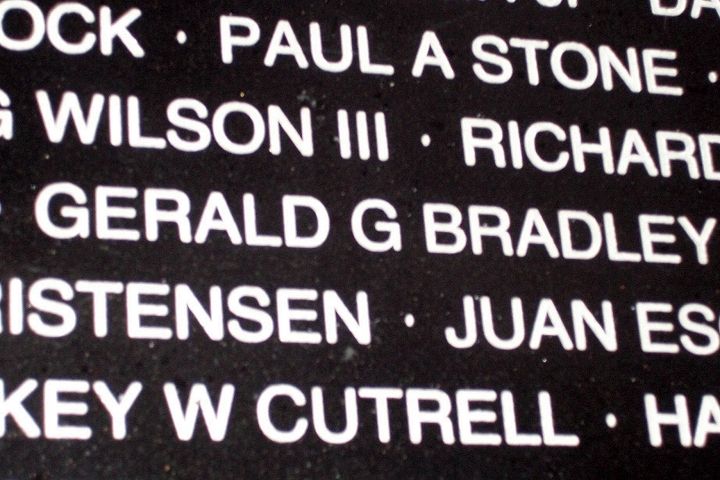 OCK · PAUL A STONE ·
G WILSON III · RICHARD
GERALD G BRADLEY
RISTENSEN · JUAN ES
KEY W CUTRELL · HA